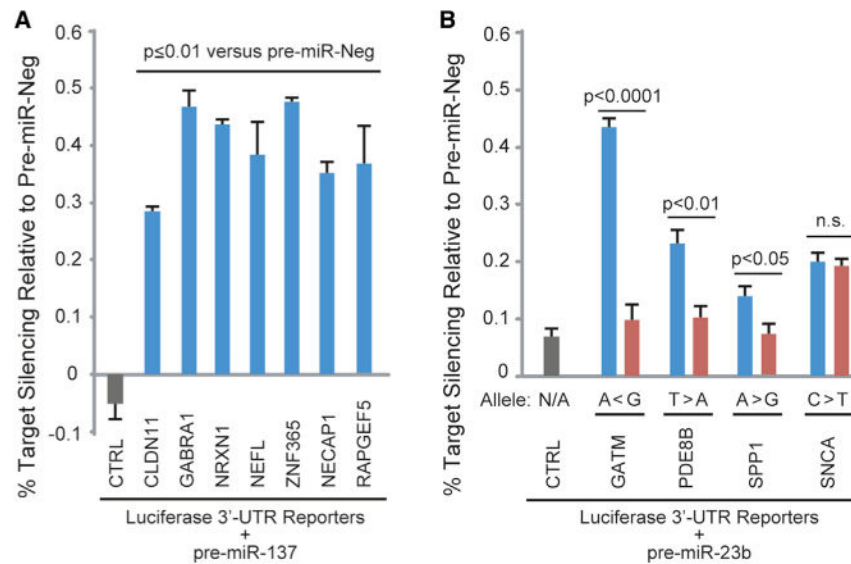 A
% Target Silencing Relative to Pre-miR-Neg
p≤0.01 versus pre-miR-Neg
0.6
0.5
0.4
0.3
0.2
0.1
0
-0.1
CTRL
CLDN11
GABRA1
NRXN1
NEFL
ZNF365
NECAP1
RAPGEF5
Luciferase 3'-UTR Reporters
+
pre-miR-137
B
% Target Silencing Relative to Pre-miR-Neg
0.6
0.5
0.4
0.3
0.2
0.1
0
p<0.0001
p<0.01
p<0.05
n.s.
Allele: N/A A<G T>A A>G C>T
CTRL
GATM
PDE8B
SPP1
SNCA
Luciferase 3'-UTR Reporters
+
pre-miR-23b